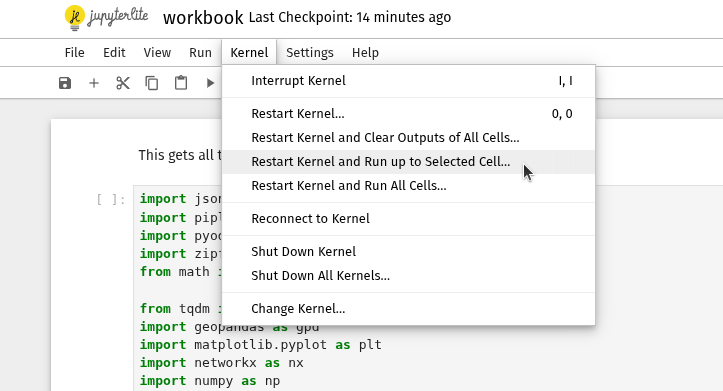 jupyterlite workbook Last Checkpoint: 14 minutes ago
File Edit View Run Kernel Settings Help
Interrupt Kernel I, I
Restart Kernel... 0, 0
Restart Kernel and Clear Outputs of All Cells...
Restart Kernel and Run up to Selected Cell...
Restart Kernel and Run All Cells...
Reconnect to Kernel
Shut Down Kernel
Shut Down All Kernels...
Change Kernel...
This gets all
[ ]: import
import
import
import
from math
from tqdm
import geopandas as gpd
import matplotlib.pyplot as plt
import networkx as nx
import numpy as np